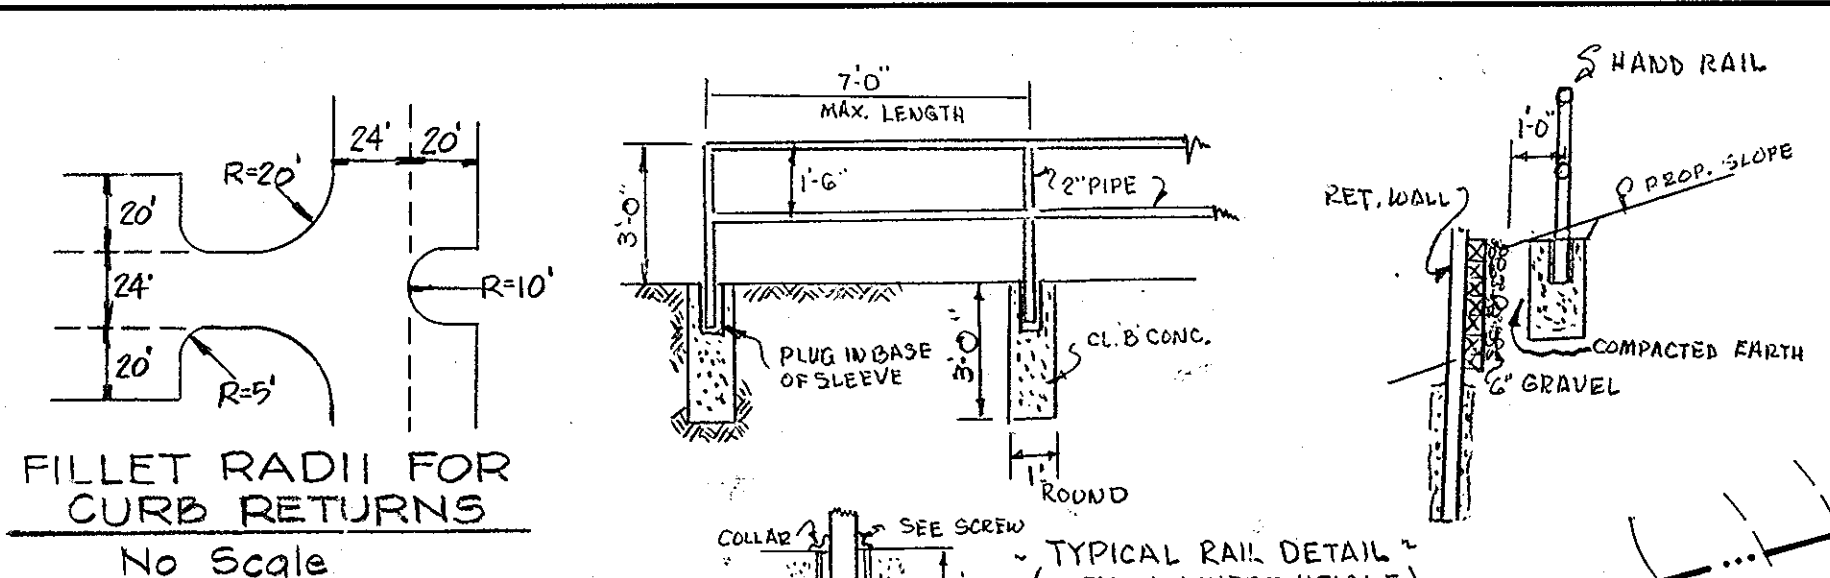 24'
20'
R=20'
20'
24'
R=10'
20'
R=5'
FILLET RADII FOR
CURB RETURNS
No Scale
7'-0"
MAX. LENGTH
1'-6"
2" PIPE
3'-0"
PLUG IN BASE
OF SLEEVE
3'-0"
CL.'B' CONC.
1'
ROUND
COLLAR
SEE SCREW
~ TYPICAL RAIL DETAIL ~
HAND RAIL
1'-0"
PROP. SLOPE
RET. WALL
COMPACTED EARTH
6" GRAVEL